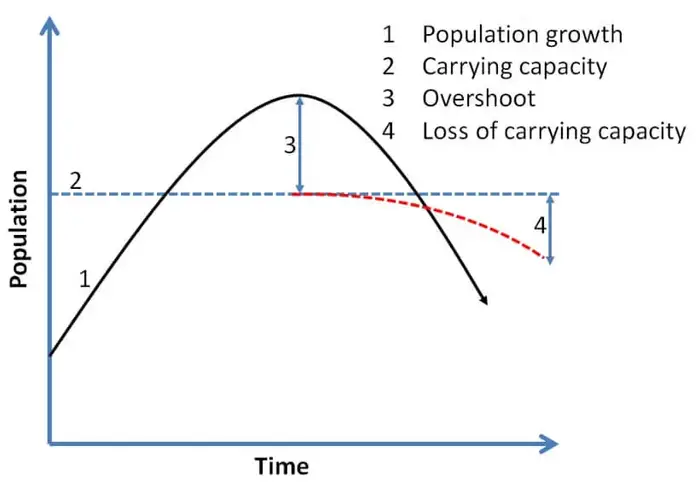 1 Population growth
2 Carrying capacity
3 Overshoot
4 Loss of carrying capacity
3
2
4
1
Population
Time